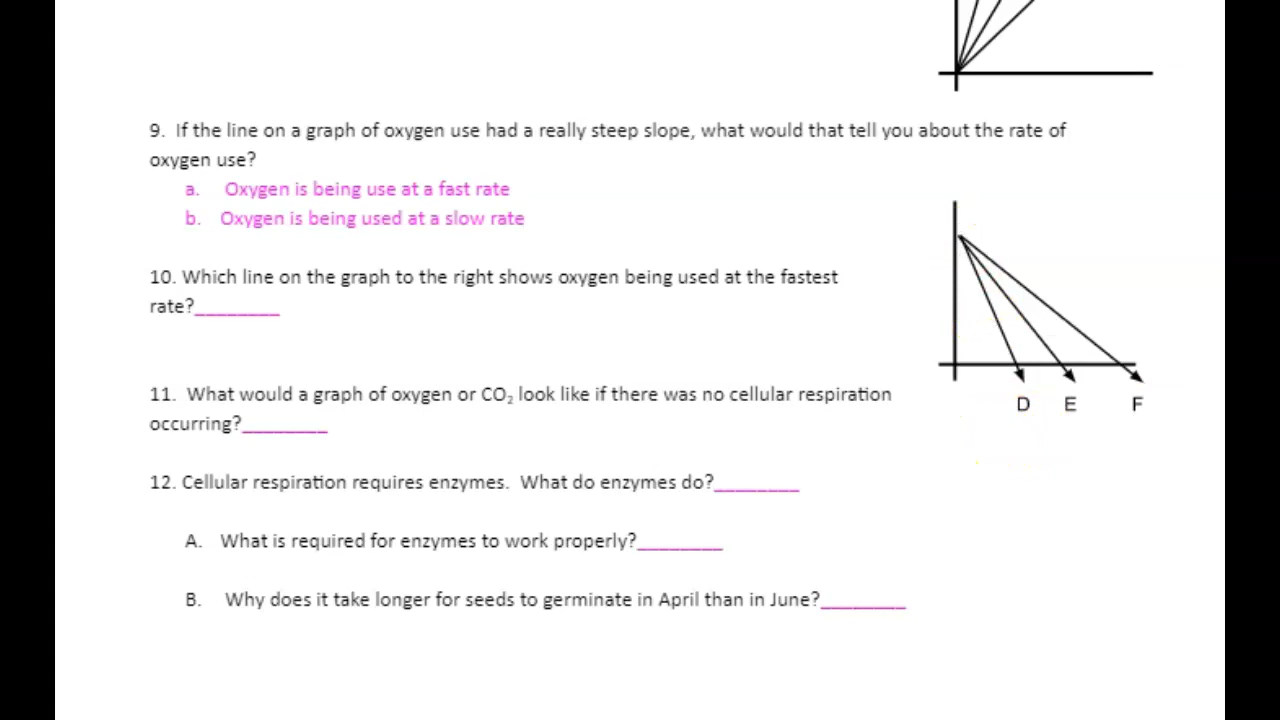 9. If the line on a graph of oxygen use had a really steep slope, what would that tell you about the rate of
oxygen use?
a. Oxygen is being use at a fast rate
b. Oxygen is being used at a slow rate
10. Which line on the graph to the right shows oxygen being used at the fastest
rate?________
11. What would a graph of oxygen or CO₂ look like if there was no cellular respiration
occurring?________
D E F
12. Cellular respiration requires enzymes. What do enzymes do?________
A. What is required for enzymes to work properly?________
B. Why does it take longer for seeds to germinate in April than in June?________